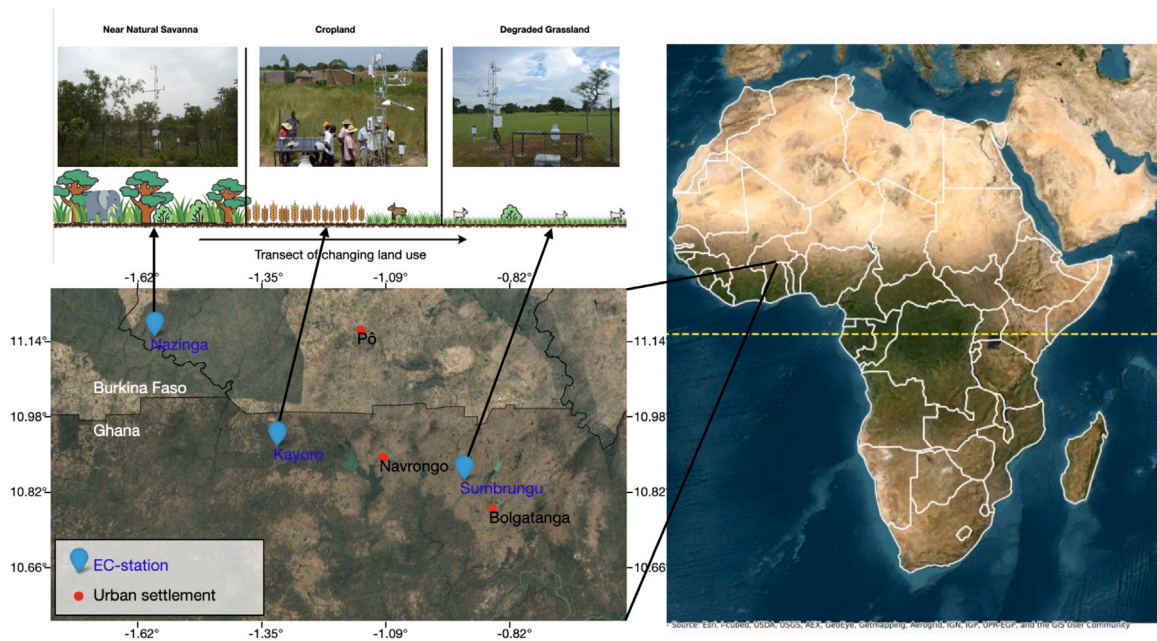 Near Natural Savanna
Cropland
Degraded Grassland
Transect of changing land use
-1.62°
-1.35°
-1.09°
-0.82°
11.14°
11.14°
Nazinga
Pô
Burkina Faso
10.98°
10.98°
Ghana
Kayoro
Navrongo
10.82°
Sumbrungu
10.82°
Bolgatanga
EC-station
10.66°
10.66°
Urban settlement
-1.62°
-1.35°
-1.09°
-0.82°
- Source: Esri, i-cubed, USDA, USGS, AEX, GeoEye, Getmapping, Aerogrid, IGN, IGP, UPR-EGP, and the GIS User Community